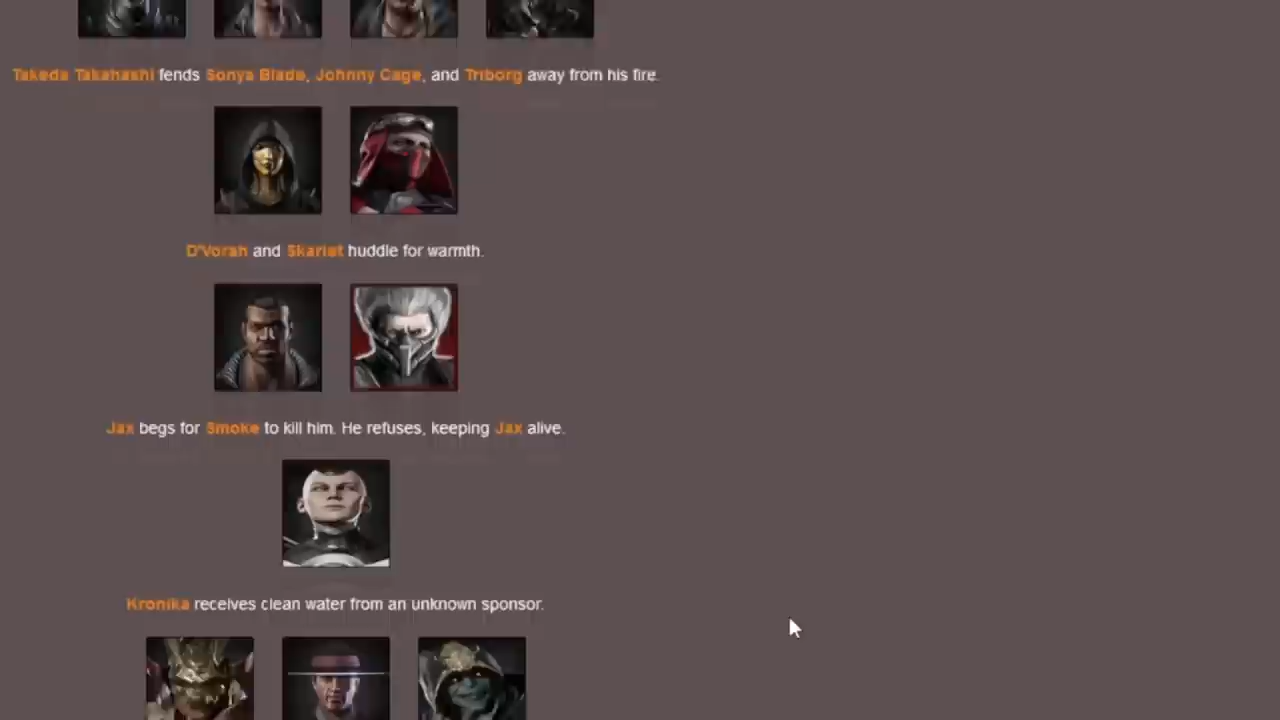 Takeda Takahashi fends Sonya Blade, Johnny Cage, and Triborg away from his fire.
D'Vorah and Skarlet huddle for warmth.
Jax begs for Smoke to kill him. He refuses, keeping Jax alive.
Kronika receives clean water from an unknown sponsor.